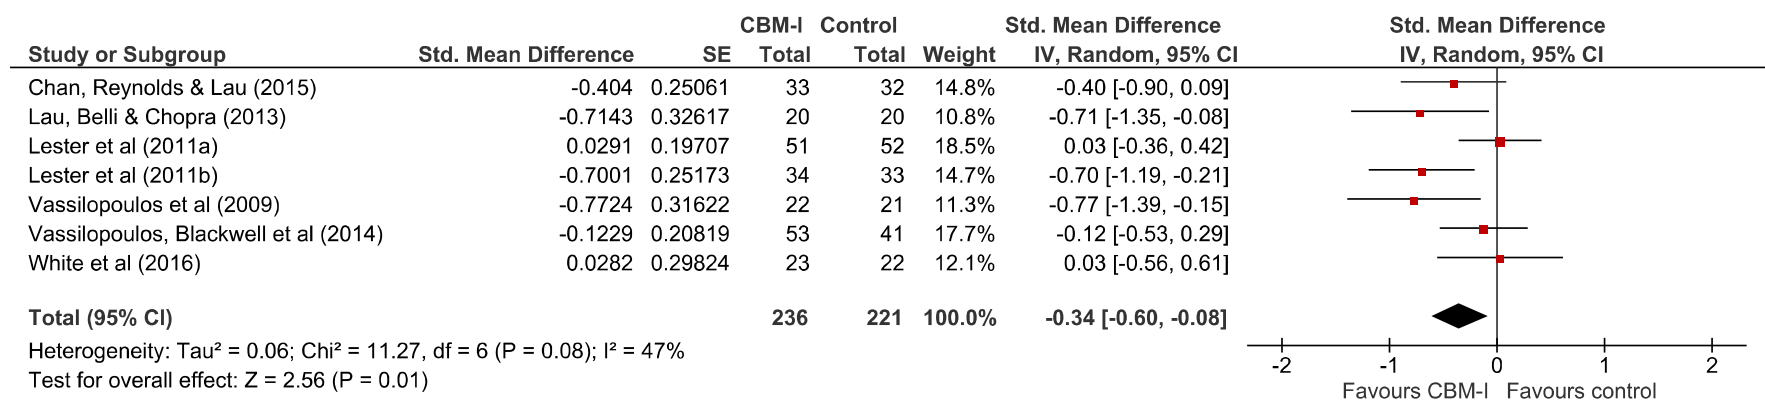 CBM-I Control Std. Mean Difference Std. Mean Difference
Study or Subgroup Std. Mean Difference SE Total Total Weight IV, Random, 95% CI IV, Random, 95% CI
Chan, Reynolds & Lau (2015) -0.404 0.25061 33 32 14.8% -0.40 [-0.90, 0.09]
Lau, Belli & Chopra (2013) -0.7143 0.32617 20 20 10.8% -0.71 [-1.35, -0.08]
Lester et al (2011a) 0.0291 0.19707 51 52 18.5% 0.03 [-0.36, 0.42]
Lester et al (2011b) -0.7001 0.25173 34 33 14.7% -0.70 [-1.19, -0.21]
Vassilopoulos et al (2009) -0.7724 0.31622 22 21 11.3% -0.77 [-1.39, -0.15]
Vassilopoulos, Blackwell et al (2014) -0.1229 0.20819 53 41 17.7% -0.12 [-0.53, 0.29]
White et al (2016) 0.0282 0.29824 23 22 12.1% 0.03 [-0.56, 0.61]
Total (95% CI) 236 221 100.0% -0.34 [-0.60, -0.08]
Heterogeneity: Tau² = 0.06; Chi² = 11.27, df = 6 (P = 0.08); I² = 47%
Test for overall effect: Z = 2.56 (P = 0.01)
-2 -1 0 1 2
Favours CBM-I Favours control